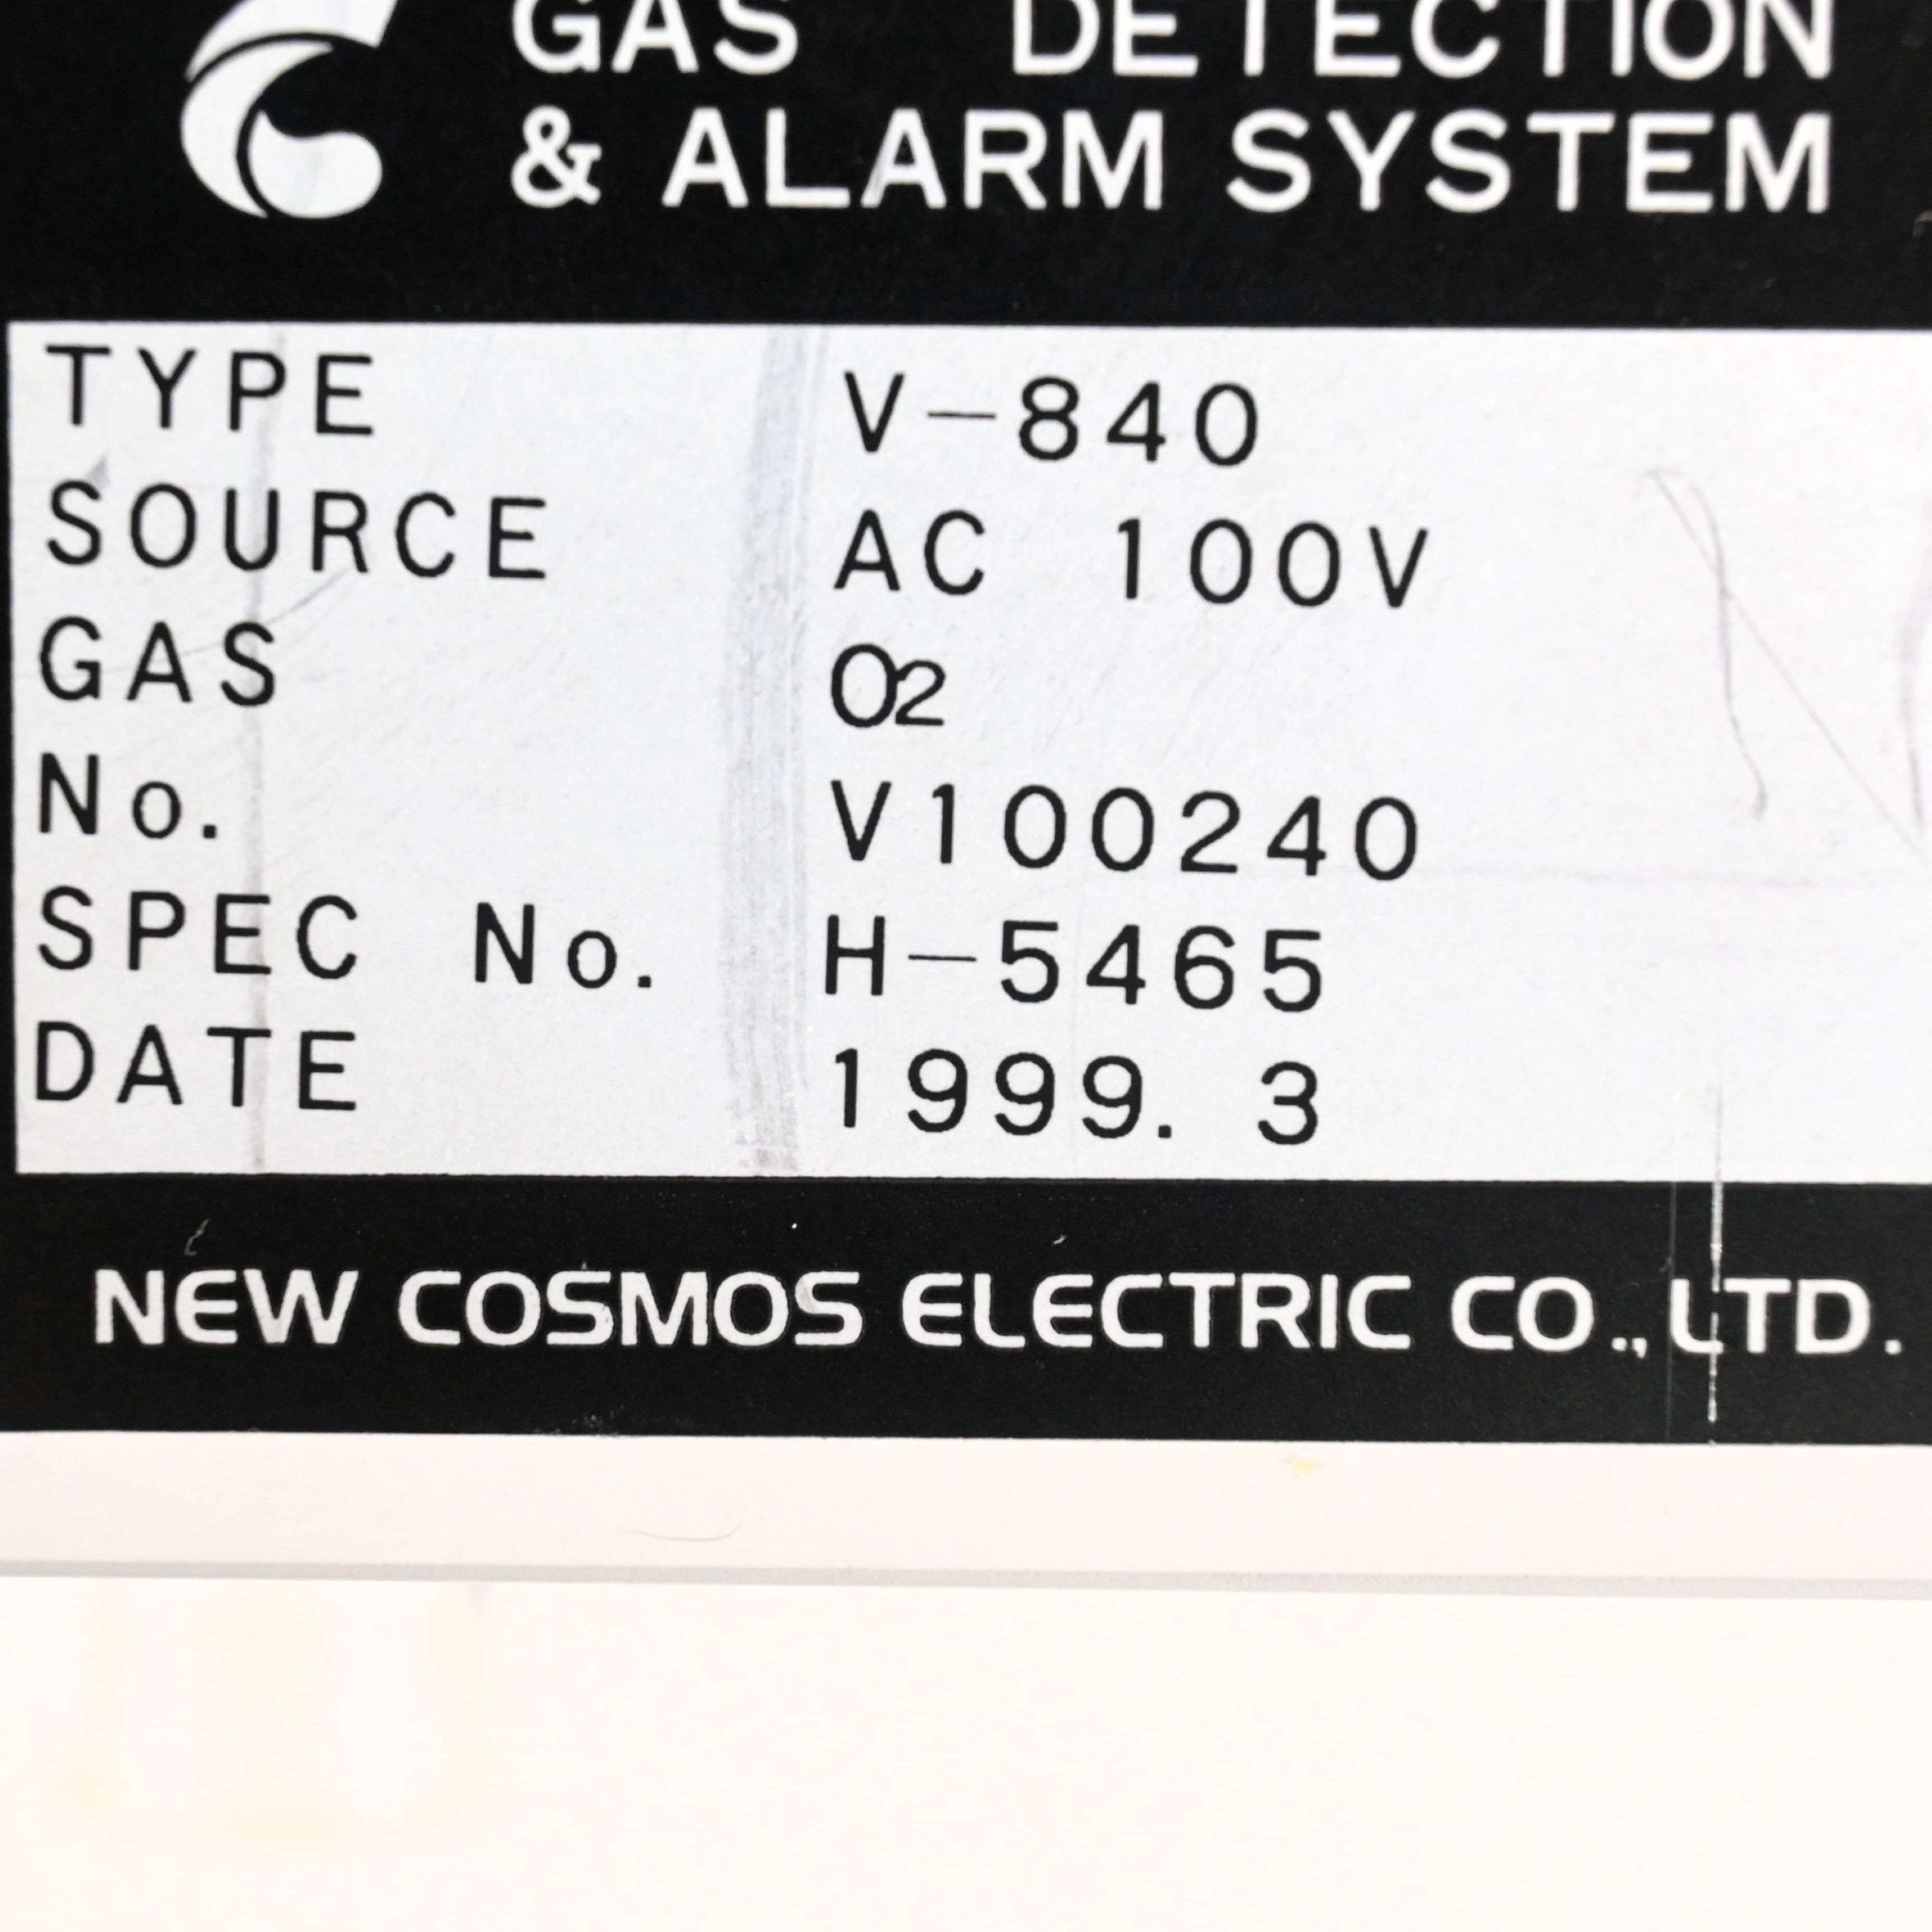 GAS DETECTION
& ALARM SYSTEM
TYPE V-840
SOURCE AC 100V
GAS O2
No. V100240
SPEC No. H-5465
DATE 1999. 3
NEW COSMOS ELECTRIC CO., LTD.